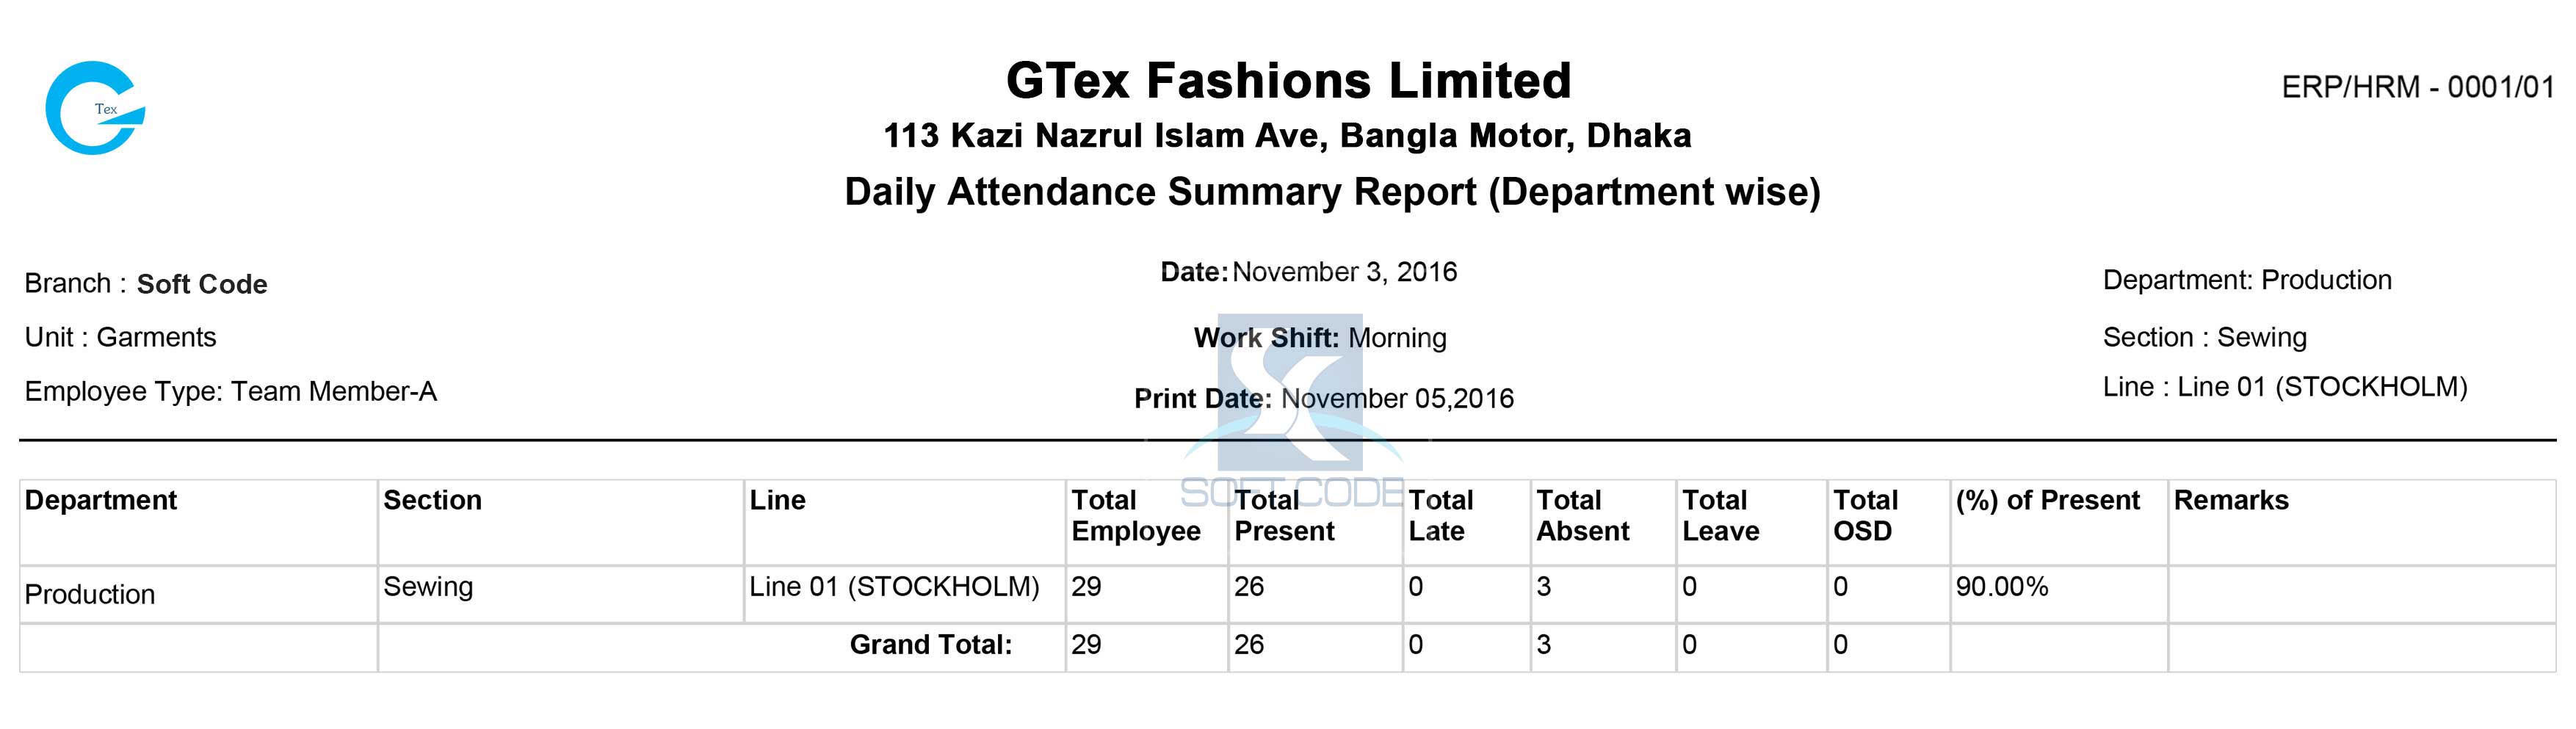 Tex
GTex Fashions Limited
ERP/HRM - 0001/01
113 Kazi Nazrul Islam Ave, Bangla Motor, Dhaka
Daily Attendance Summary Report (Department wise)
Branch : Soft Code
Date: November 3, 2016
Department: Production
Unit : Garments
Work Shift: Morning
Section : Sewing
Employee Type: Team Member-A
Print Date: November 05,2016
Line : Line 01 (STOCKHOLM)
SOFT CODE
Department Section Line Total Employee Total Present Total Late Total Absent Total Leave Total OSD (%) of Present Remarks
Production Sewing Line 01 (STOCKHOLM) 29 26 0 3 0 0 90.00%
Grand Total: 29 26 0 3 0 0